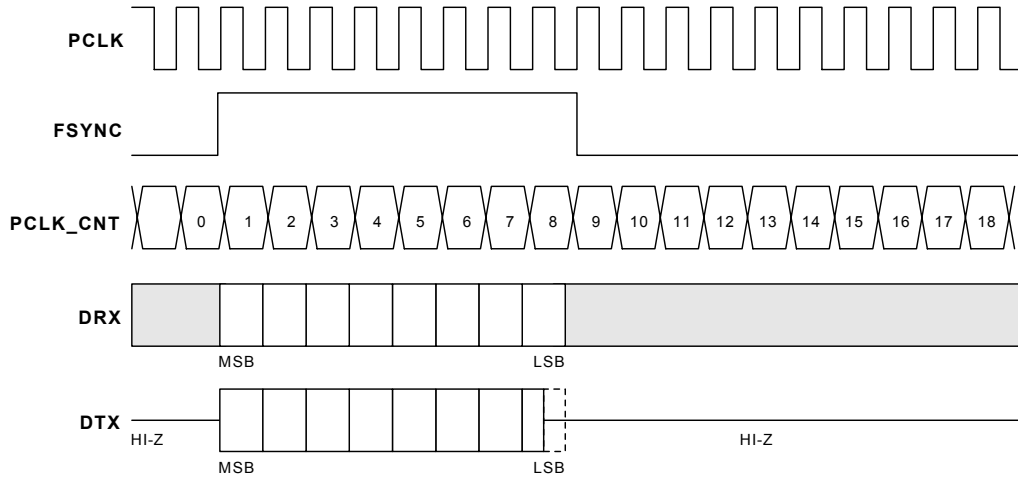 PCLK
FSYNC
PCLK_CNT 0 1 2 3 4 5 6 7 8 9 10 11 12 13 14 15 16 17 18
DRX
MSB LSB
DTX
HI-Z HI-Z
MSB LSB